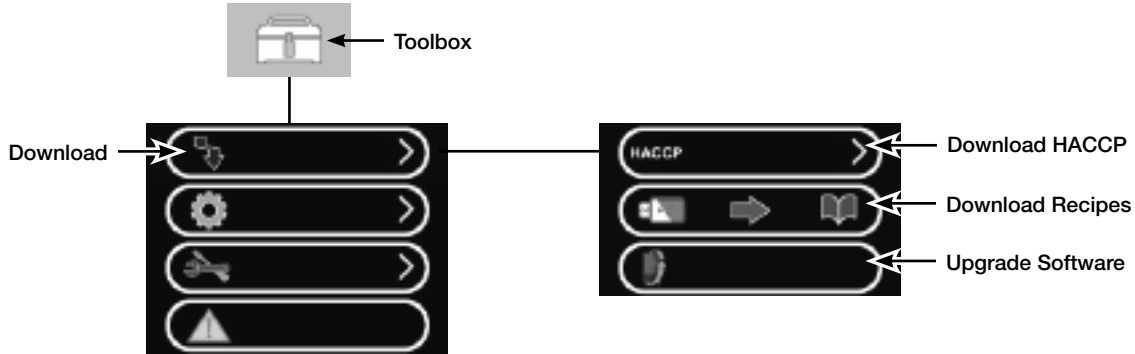 Toolbox
Download
HACCP
Download HACCP
Download Recipes
Upgrade Software